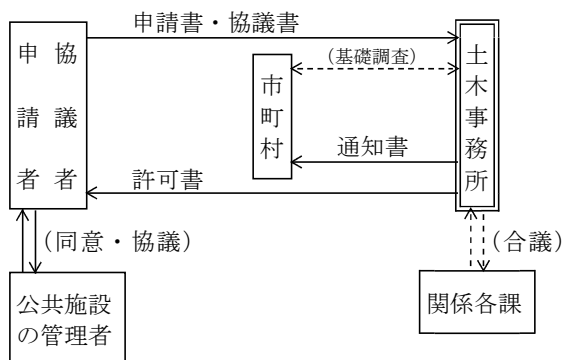 申請書・協議書
申請者
協議者
(基礎調査)
市町村
土木事務所
通知書
許可書
(同意・協議)
(合議)
公共施設
の管理者
関係各課